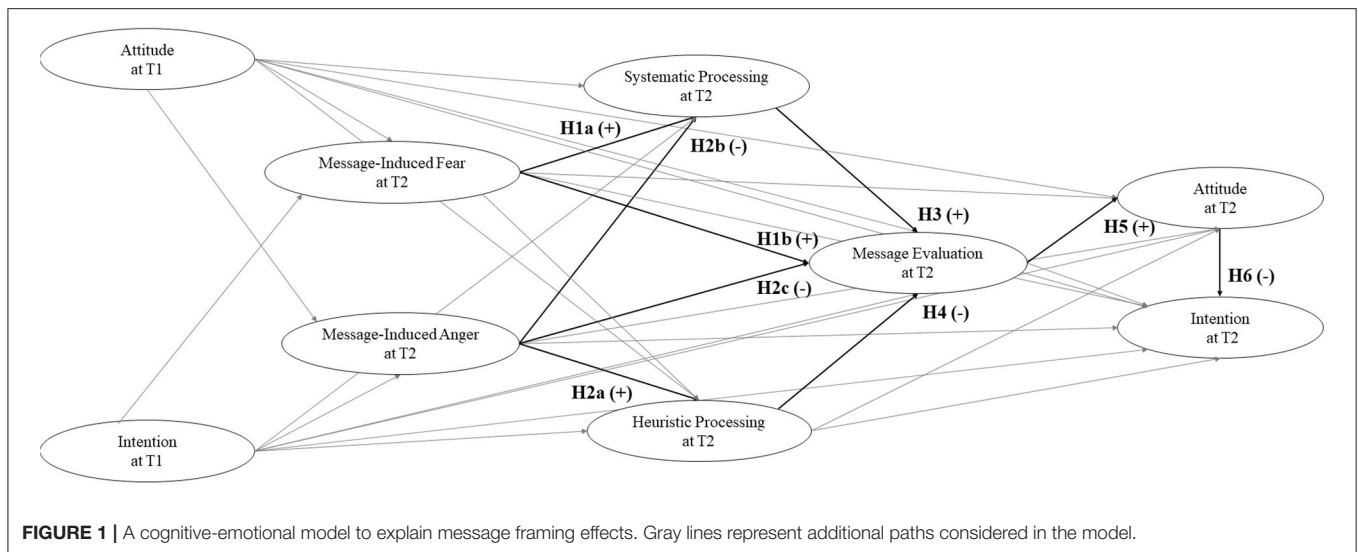 Attitude
at T1
Systematic Processing
at T2
H1a (+)
H2b (-)
Message-Induced Fear
at T2
Attitude
at T2
H3 (+)
H5 (+)
H1b (+)
Message Evaluation
at T2
H6 (-)
H2c (-)
H4 (-)
Message-Induced Anger
at T2
Intention
at T2
H2a (+)
Heuristic Processing
at T2
Intention
at T1
FIGURE 1 | A cognitive-emotional model to explain message framing effects. Gray lines represent additional paths considered in the model.